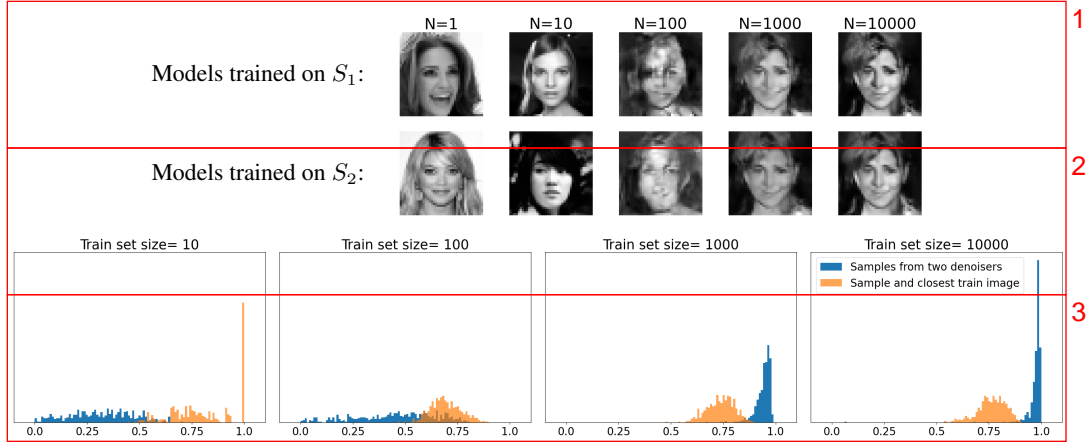 1
N=1 N=10 N=100 N=1000 N=10000
Models trained on S₁:
2
Models trained on S₂:
Train set size= 10 Train set size= 100 Train set size= 1000 Train set size= 10000
Samples from two denoisers
Sample and closest train image
3
0.0 0.25 0.5 0.75 1.0 0.0 0.25 0.5 0.75 1.0 0.0 0.25 0.5 0.75 1.0 0.0 0.25 0.5 0.75 1.0